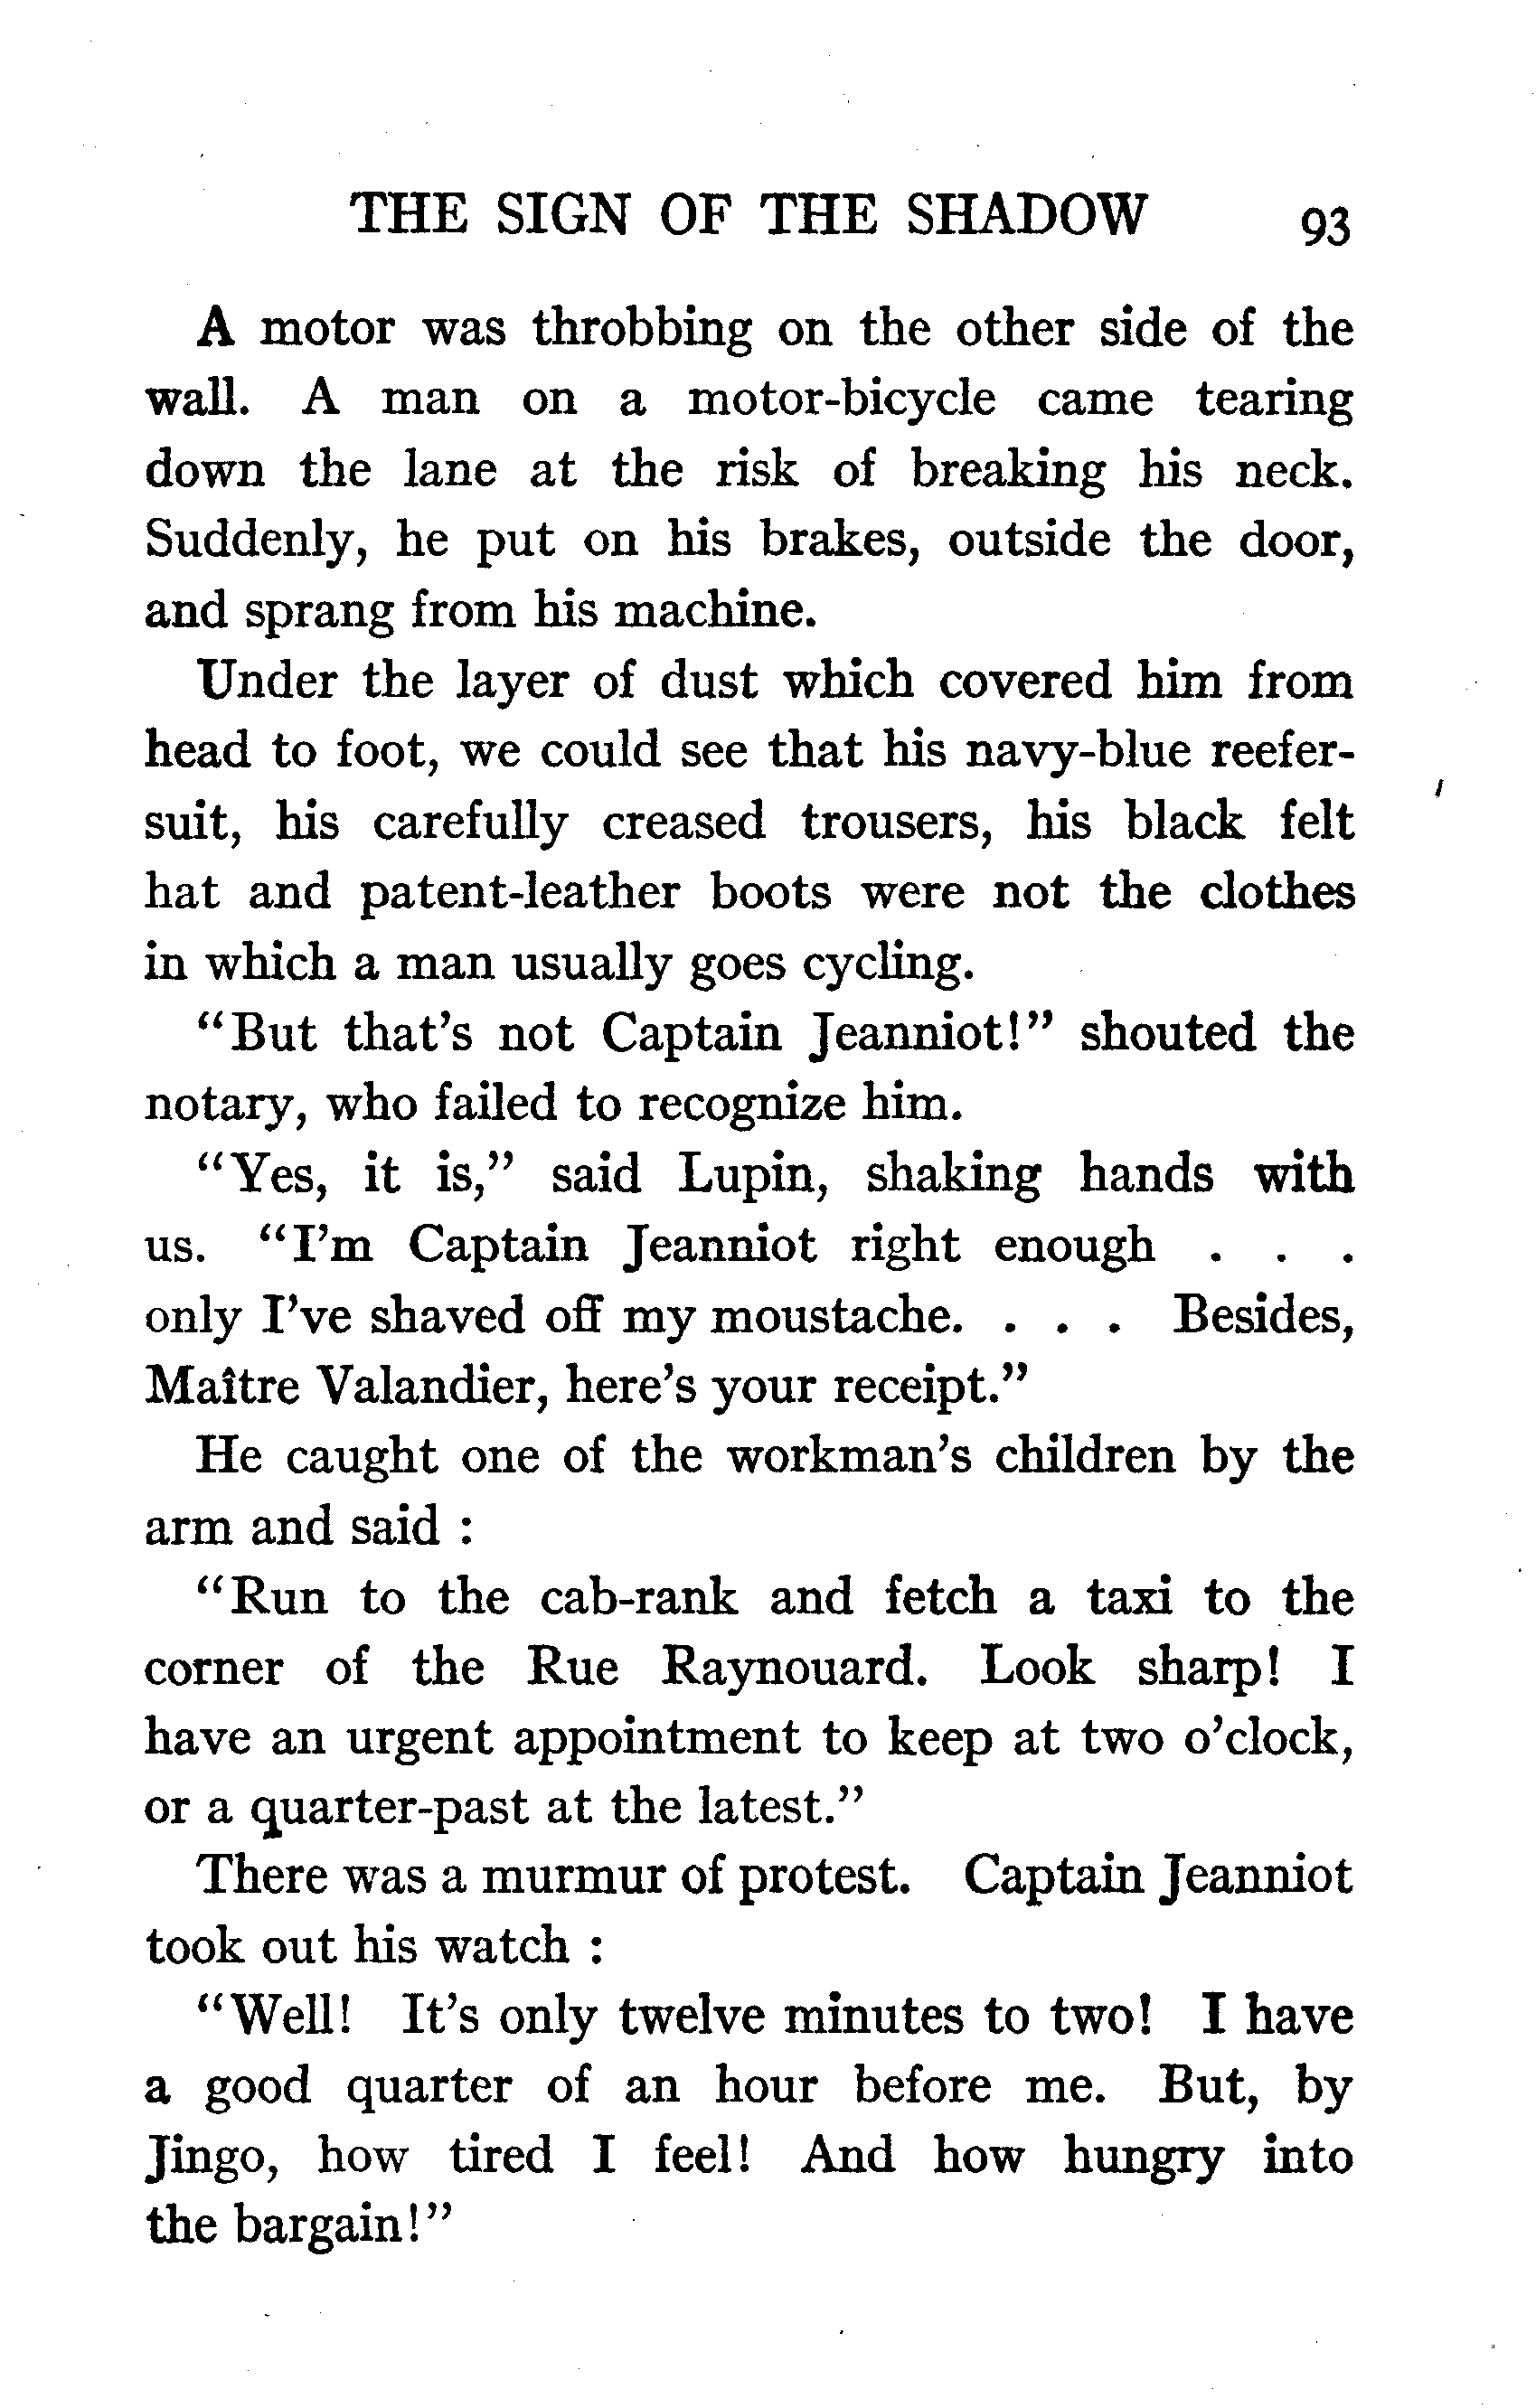 THE SIGN OF THE SHADOW 93
A motor was throbbing on the other side of the
wall. A man on a motor-bicycle came tearing
down the lane at the risk of breaking his neck.
Suddenly, he put on his brakes, outside the door,
and sprang from his machine.
Under the layer of dust which covered him from
head to foot, we could see that his navy-blue reefer-
suit, his carefully creased trousers, his black felt
hat and patent-leather boots were not the clothes
in which a man usually goes cycling.
“But that’s not Captain Jeanniot!” shouted the
notary, who failed to recognize him.
“Yes, it is,” said Lupin, shaking hands with
us. “I’m Captain Jeanniot right enough . . .
only I’ve shaved off my moustache. . . . Besides,
Maître Valandier, here’s your receipt.”
He caught one of the workman’s children by the
arm and said :
“Run to the cab-rank and fetch a taxi to the
corner of the Rue Raynouard. Look sharp! I
have an urgent appointment to keep at two o’clock,
or a quarter-past at the latest.”
There was a murmur of protest. Captain Jeanniot
took out his watch :
“Well! It’s only twelve minutes to two! I have
a good quarter of an hour before me. But, by
Jingo, how tired I feel! And how hungry into
the bargain!”